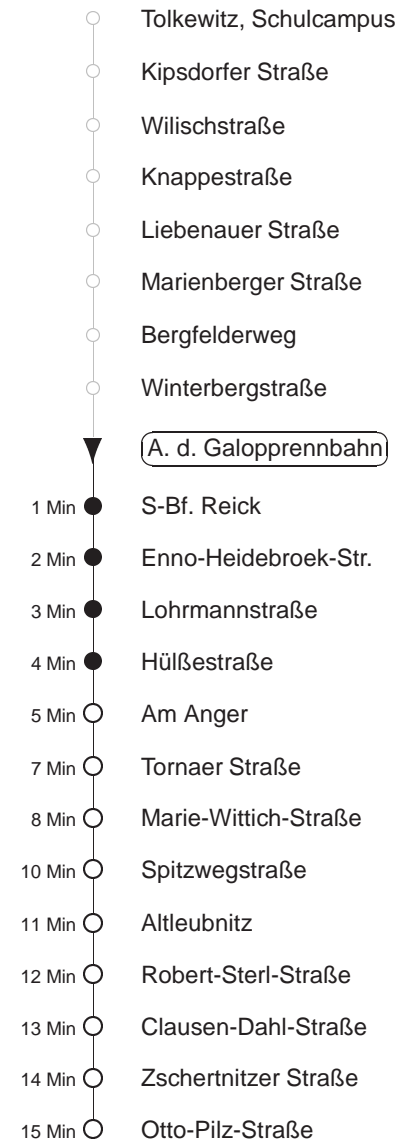 Tolkewitz, Schulcampus
Kipsdorfer Straße
Wilischstraße
Knappestraße
Liebenauer Straße
Marienberger Straße
Bergfelderweg
Winterbergstraße
A. d. Galopprennbahn
1 Min S-Bf. Reick
2 Min Enno-Heidebroek-Str.
3 Min Lohrmannstraße
4 Min Hülßestraße
5 Min Am Anger
7 Min Tornaer Straße
8 Min Marie-Wittich-Straße
10 Min Spitzwegstraße
11 Min Altleubnitz
12 Min Robert-Sterl-Straße
13 Min Clausen-Dahl-Straße
14 Min Zschertnitzer Straße
15 Min Otto-Pilz-Straße